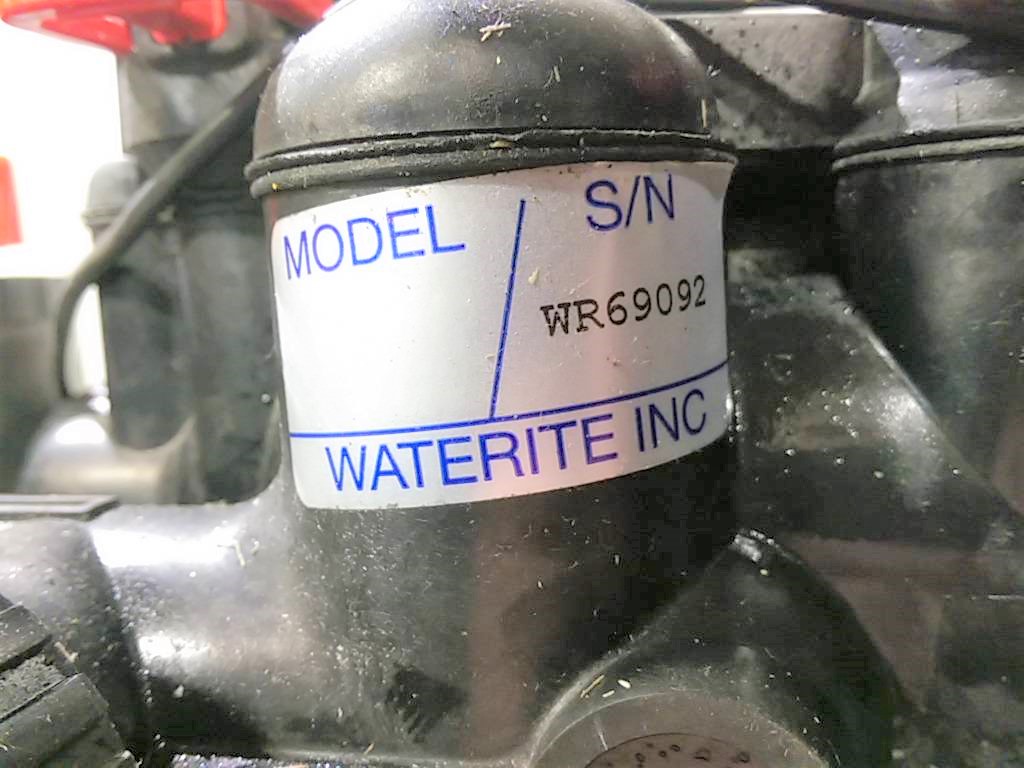 MODEL
S/N
WR69092
WATERITE INC